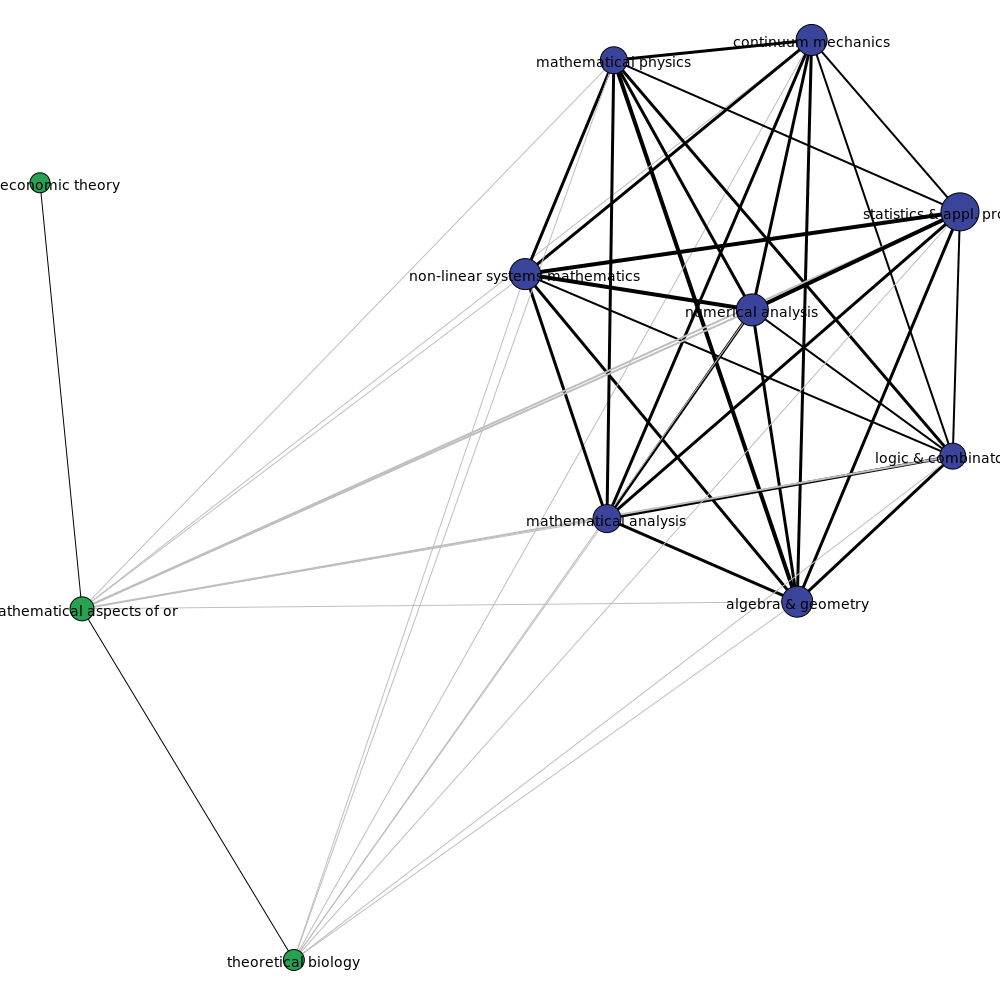 continuum mechanics
mathematical physics
economic theory
statistics & appl. pro
non-linear systems mathematics
numerical analysis
logic & combinato
mathematical analysis
algebra & geometry
athematical aspects of or
theoretical biology